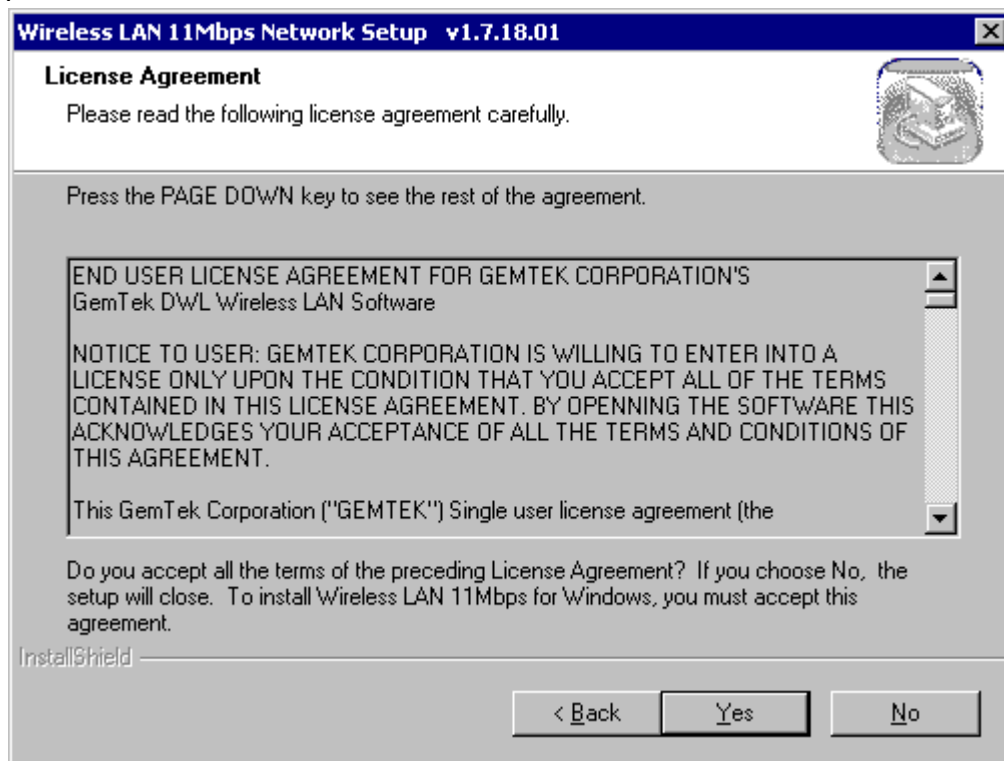 Wireless LAN 11Mbps Network Setup v1.7.18.01
License Agreement
Please read the following license agreement carefully.
Press the PAGE DOWN key to see the rest of the agreement.
END USER LICENSE AGREEMENT FOR GEMTEK CORPORATION'S
GemTek DWL Wireless LAN Software
NOTICE TO USER: GEMTEK CORPORATION IS WILLING TO ENTER INTO A
LICENSE ONLY UPON THE CONDITION THAT YOU ACCEPT ALL OF THE TERMS
CONTAINED IN THIS LICENSE AGREEMENT. BY OPENNING THE SOFTWARE THIS
ACKNOWLEDGES YOUR ACCEPTANCE OF ALL THE TERMS AND CONDITIONS OF
THIS AGREEMENT.
This GemTek Corporation ("GEMTEK") Single user license agreement (the
Do you accept all the terms of the preceding License Agreement? If you choose No, the
setup will close. To install Wireless LAN 11Mbps for Windows, you must accept this
agreement.
InstallShield
< Back Yes No